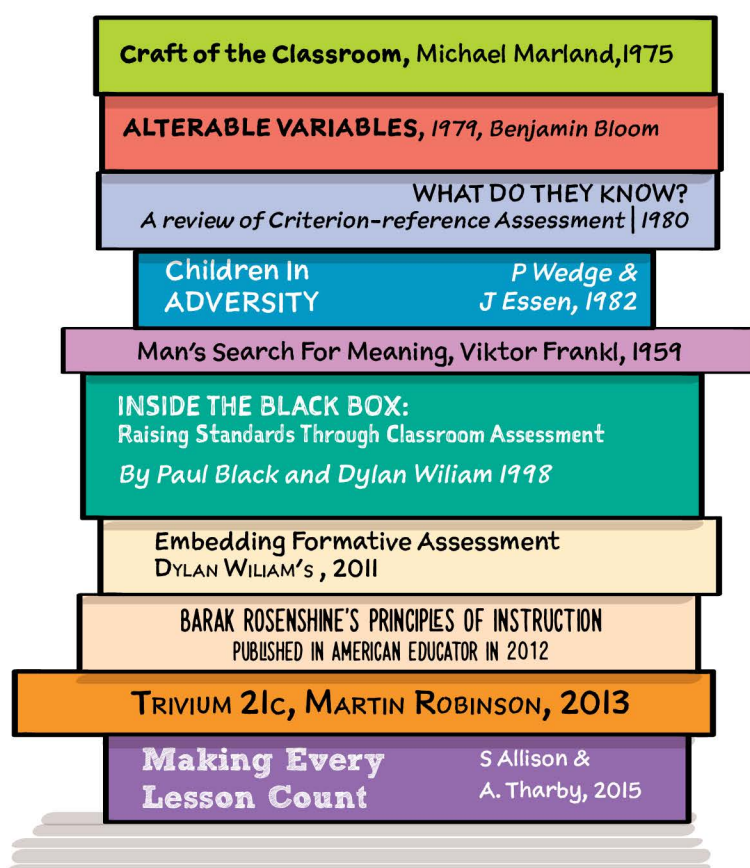 Craft of the Classroom, Michael Marland,1975
ALTERABLE VARIABLES, 1979, Benjamin Bloom
WHAT DO THEY KNOW?
A review of Criterion-reference Assessment | 1980
Children In
ADVERSITY
P Wedge &
J Essen, 1982
Man's Search For Meaning, Viktor Frankl, 1959
INSIDE THE BLACK BOX:
Raising Standards Through Classroom Assessment
By Paul Black and Dylan Wiliam 1998
Embedding Formative Assessment
DYLAN WILIAM'S , 2011
BARAK ROSENSHINE'S PRINCIPLES OF INSTRUCTION
PUBLISHED IN AMERICAN EDUCATOR IN 2012
TRIVIUM 21C, MARTIN ROBINSON, 2013
Making Every
Lesson Count
S Allison &
A. Tharby, 2015